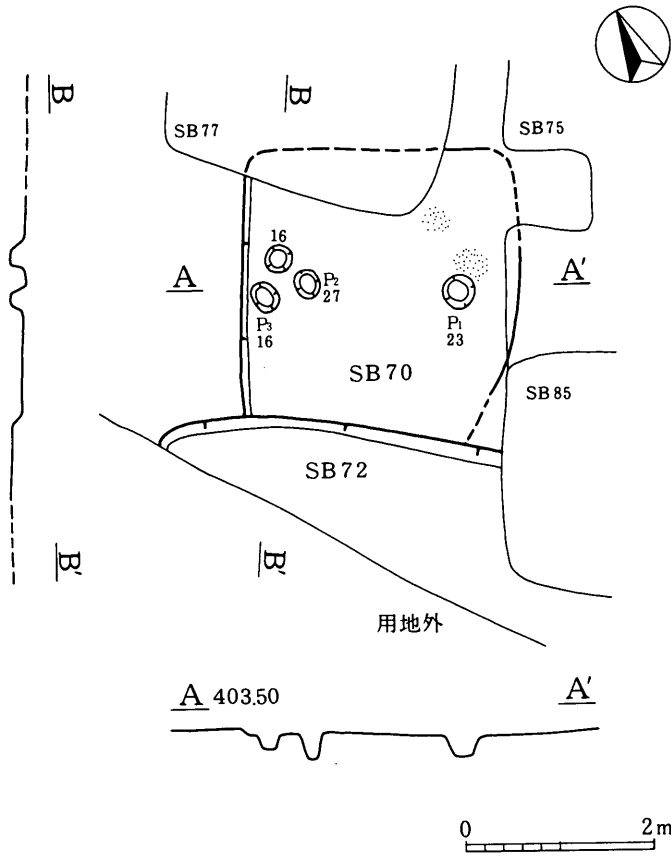 B
B
SB77
SB75
16
A
P₂
27
A'
P₃
16
P₁
23
SB70
SB85
SB72
B'
B'
用地外
A 403.50
A'
0 2m